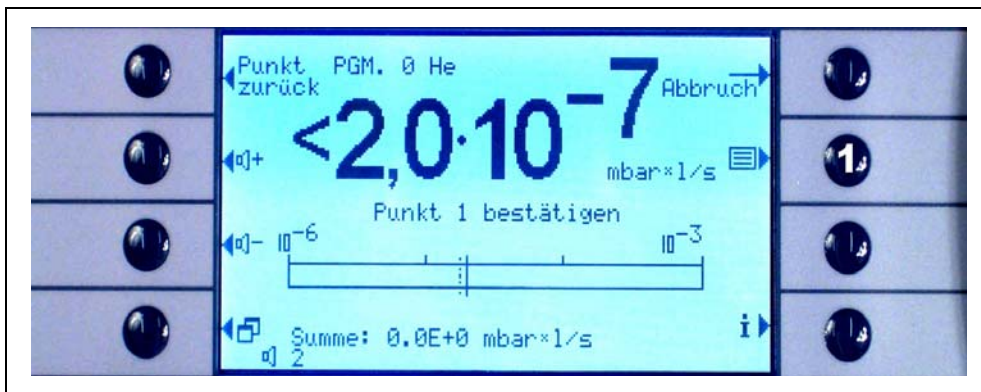 Punkt PGM. 0 He
zurück
Abbruch
<2,0·10⁻⁷
mbar×l/s
+
1
Punkt 1 bestätigen
-
10⁻⁶
10⁻³
i
Summe: 0.0E+0 mbar×l/s
2